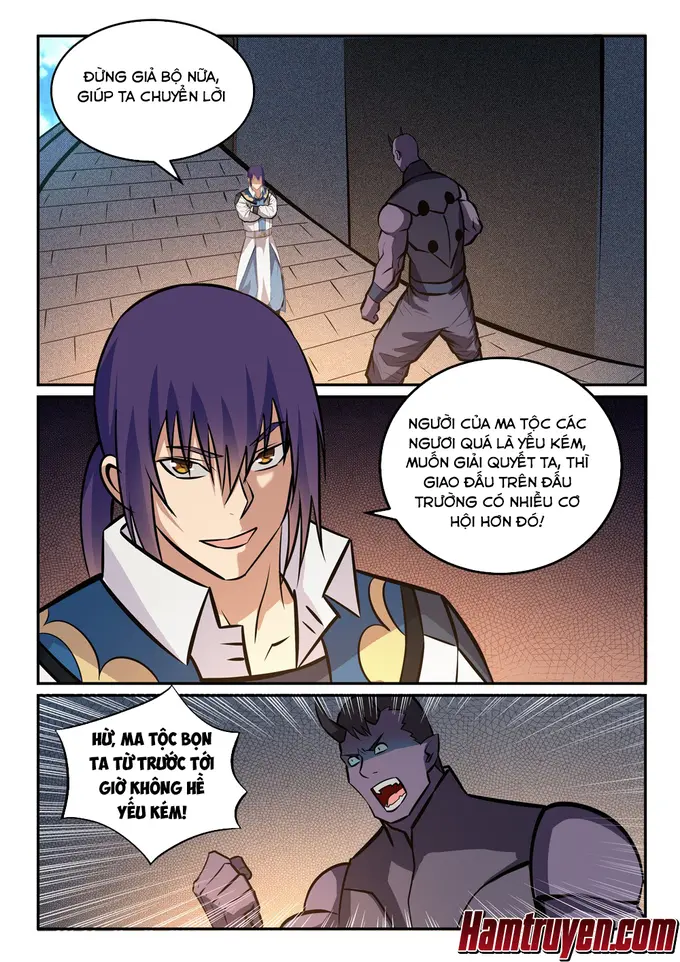 ĐỪNG GIẢ BỘ NỮA,
GIÚP TA CHUYỂN LỜI
NGƯỜI CỦA MA TỘC CÁC
NGƯƠI QUÁ LÀ YẾU KÉM,
MUỐN GIẢI QUYẾT TA, THÌ
GIAO ĐẤU TRÊN ĐẤU
TRƯỜNG CÓ NHIỀU CƠ
HỘI HƠN ĐÓ!
HỪ, MA TỘC BỌN
TA TỪ TRƯỚC TỚI
GIỜ KHÔNG HỀ
YẾU KÉM!
Hamtruyen.com